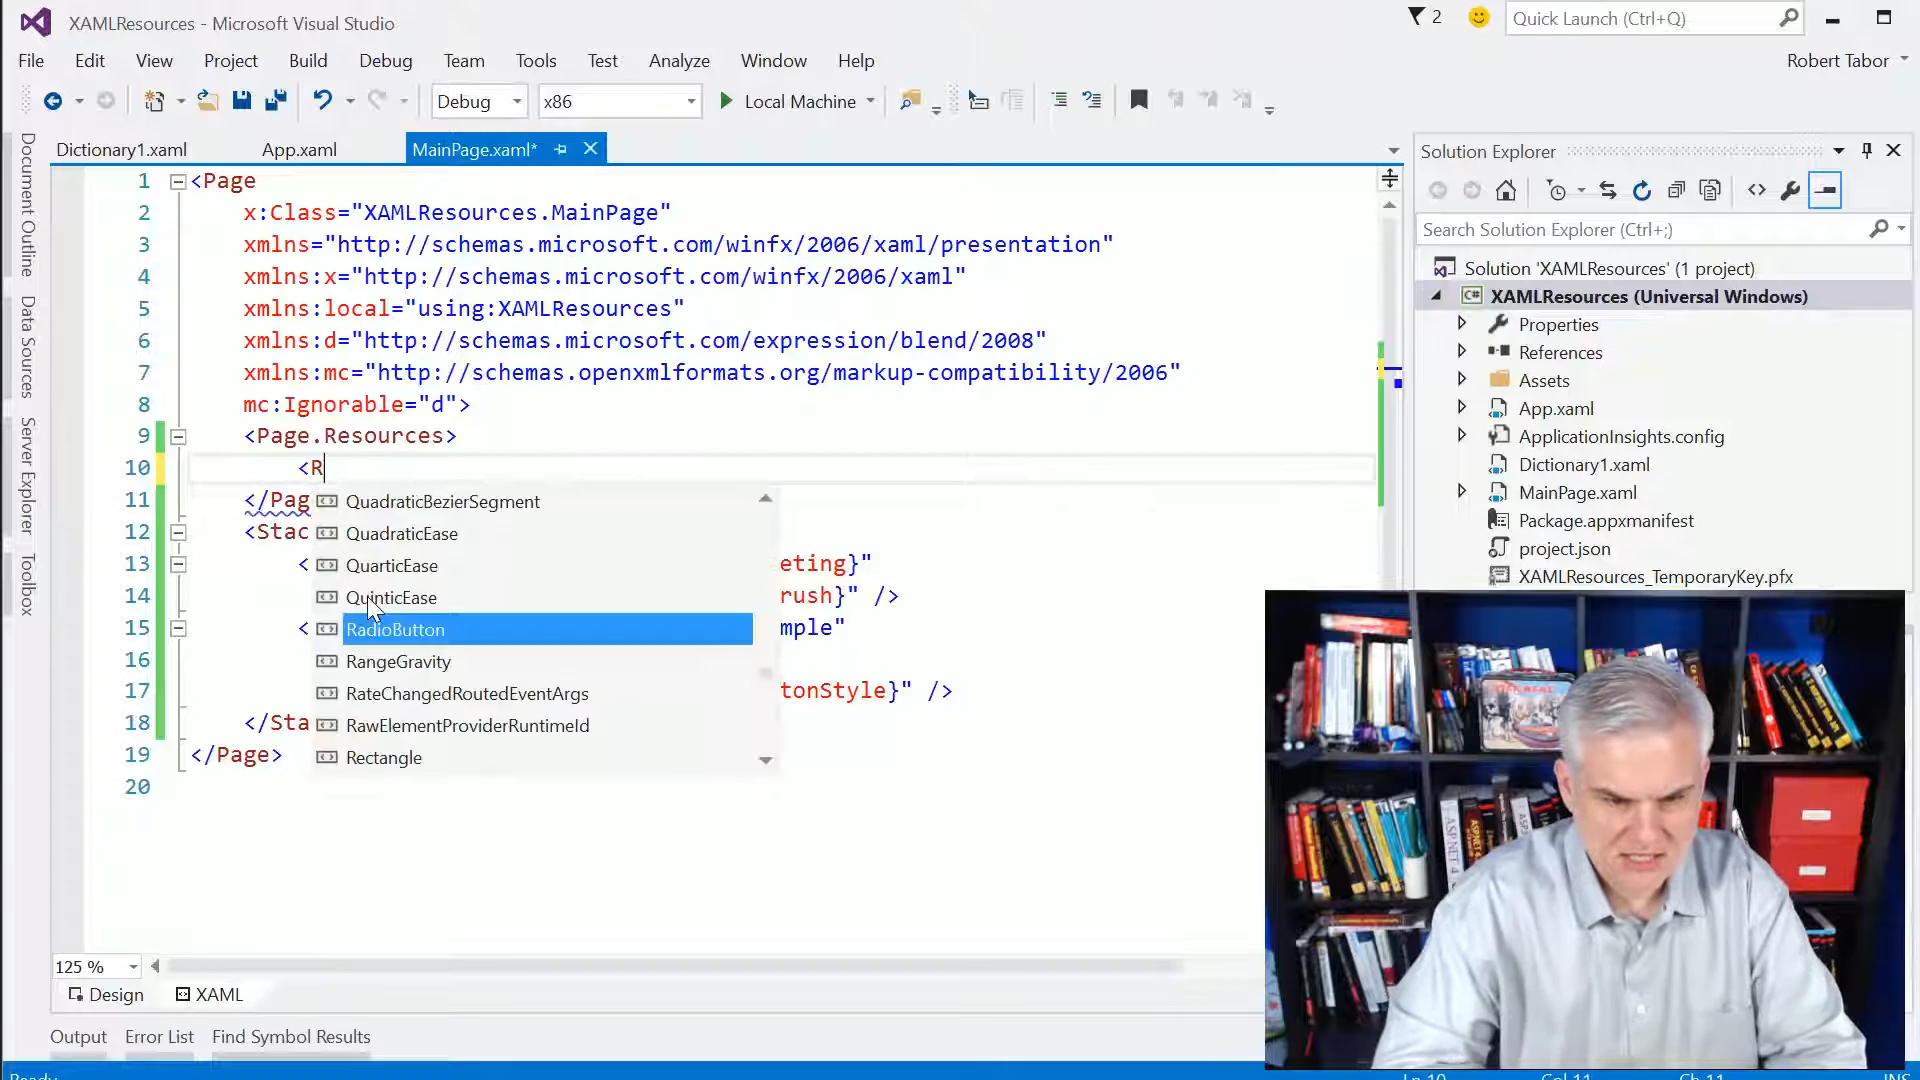 XAMLResources - Microsoft Visual Studio
2
Quick Launch (Ctrl+Q)
File Edit View Project Build Debug Team Tools Test Analyze Window Help
Robert Tabor
Debug x86 Local Machine
Document Outline
Data Sources
Server Explorer
Toolbox
Dictionary1.xaml App.xaml MainPage.xaml*
1 <Page
2 x:Class="XAMLResources.MainPage"
3 xmlns="http://schemas.microsoft.com/winfx/2006/xaml/presentation"
4 xmlns:x="http://schemas.microsoft.com/winfx/2006/xaml"
5 xmlns:local="using:XAMLResources"
6 xmlns:d="http://schemas.microsoft.com/expression/blend/2008"
7 xmlns:mc="http://schemas.openxmlformats.org/markup-compatibility/2006"
8 mc:Ignorable="d">
9 <Page.Resources>
10 <R
11 </Pag
12 <Stac
13 < eting}"
14 rush}" />
15 < mple"
16
17 tonStyle}" />
18 </Sta
19 </Page>
20
QuadraticBezierSegment
QuadraticEase
QuarticEase
QuinticEase
RadioButton
RangeGravity
RateChangedRoutedEventArgs
RawElementProviderRuntimeId
Rectangle
125 %
Design XAML
Output Error List Find Symbol Results
Solution Explorer
Search Solution Explorer (Ctrl+;)
Solution 'XAMLResources' (1 project)
C# XAMLResources (Universal Windows)
Properties
References
Assets
App.xaml
ApplicationInsights.config
Dictionary1.xaml
MainPage.xaml
Package.appxmanifest
project.json
XAMLResources_TemporaryKey.pfx
Ready Ln 10 Col 11 Ch 11 INS